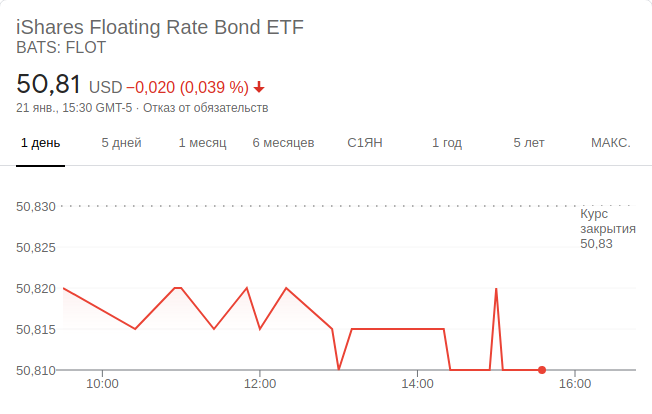 iShares Floating Rate Bond ETF
BATS: FLOT
50,81 USD −0,020 (0,039 %)
21 янв., 15:30 GMT-5 · Отказ от обязательств
1 день 5 дней 1 месяц 6 месяцев С1ЯН 1 год 5 лет МАКС.
50,830
Курс
закрытия
50,83
50,825
50,820
50,815
50,810
10:00 12:00 14:00 16:00